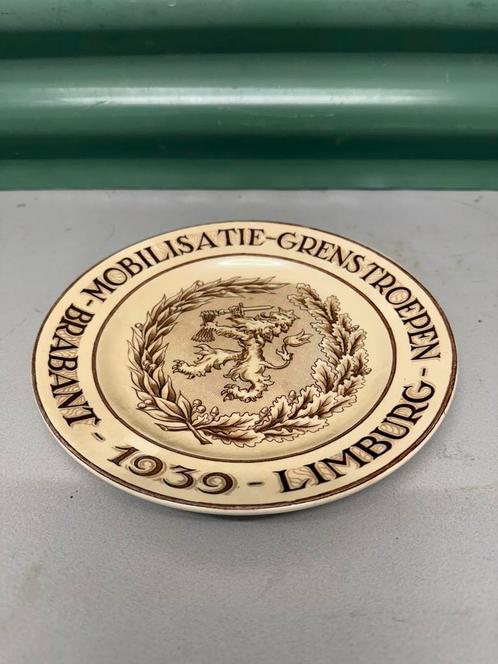 MOBILISATIE-GRENSTROEPEN - LIMBURG - 1939 - BRABANT -